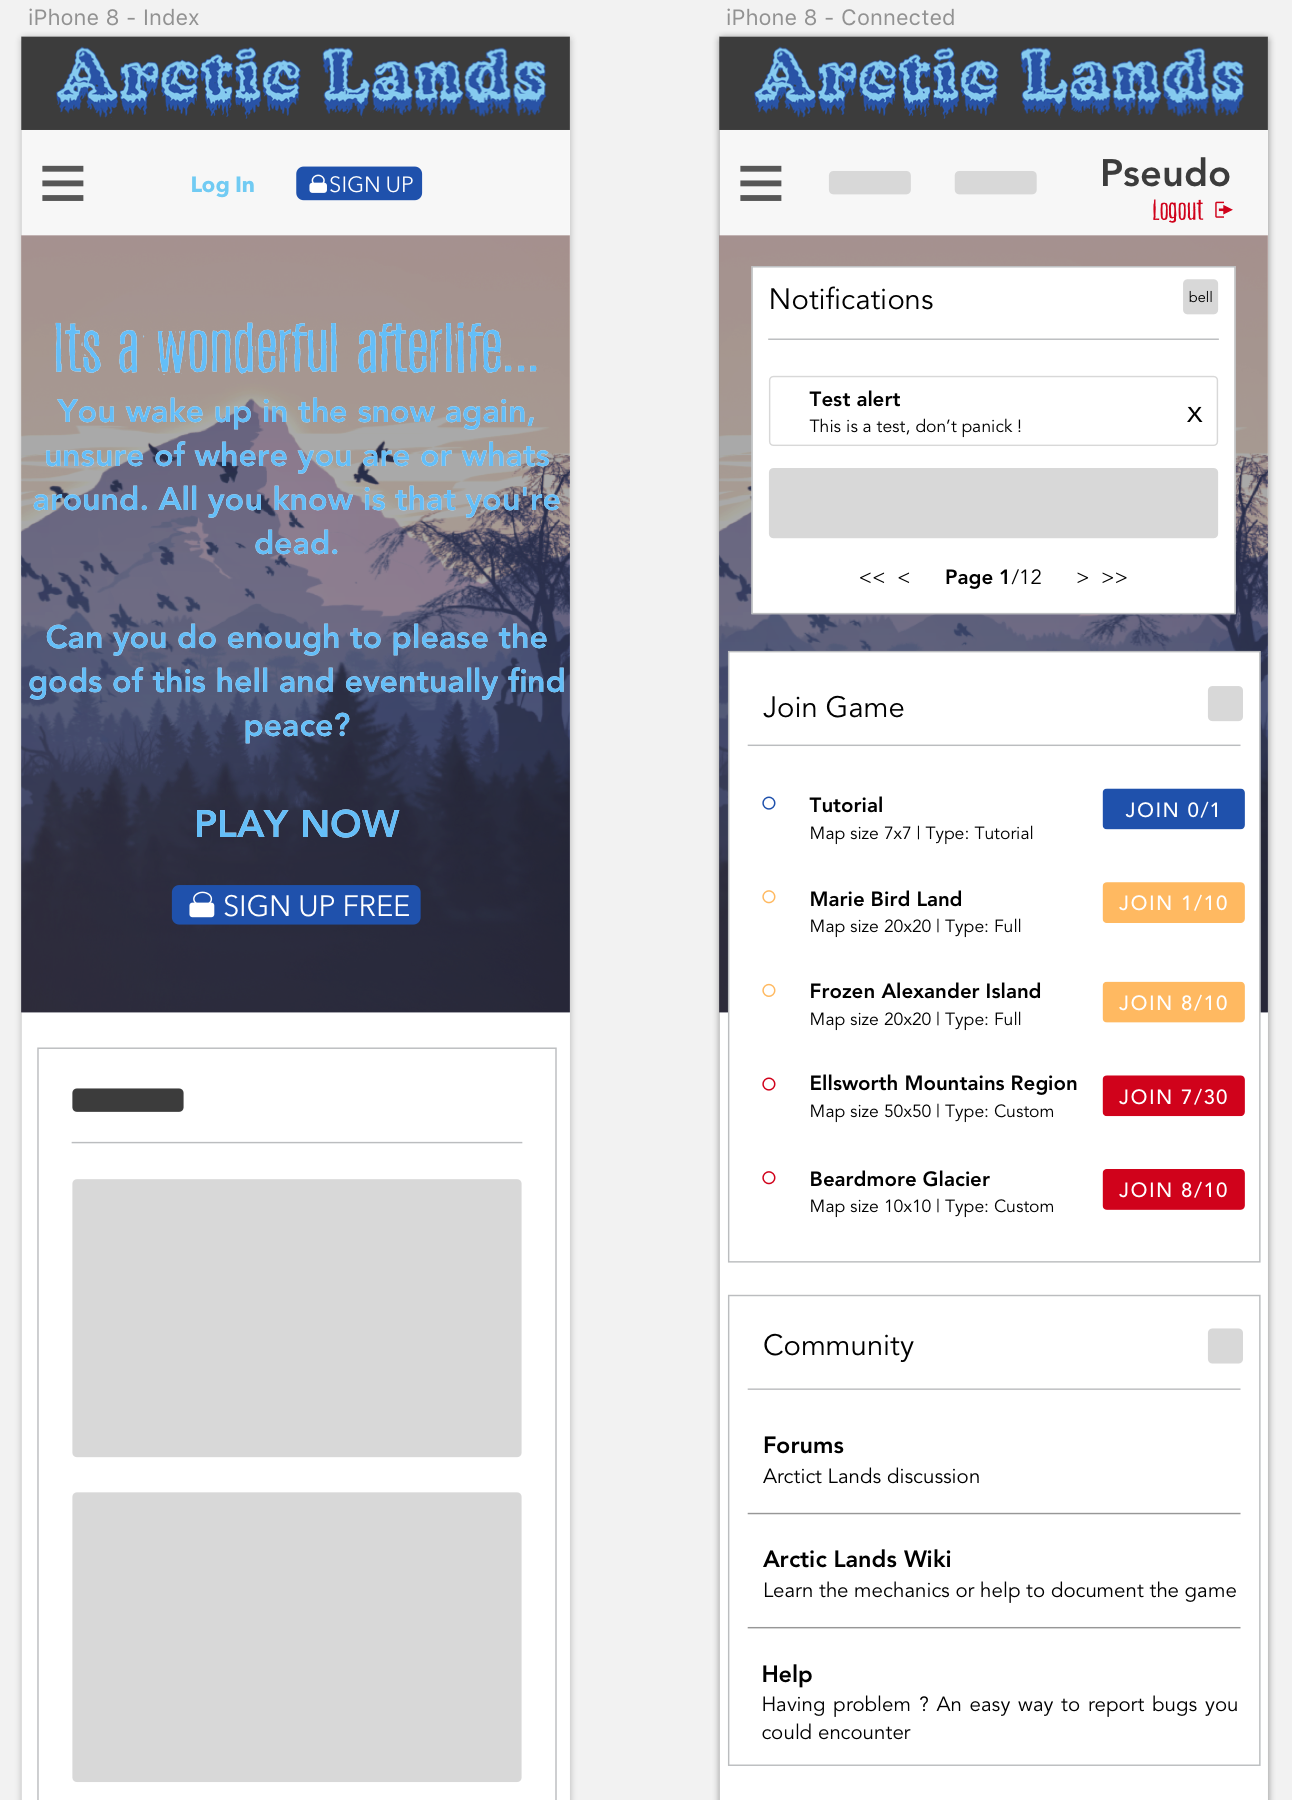 iPhone 8 - Index
Arctic Lands
Log In
SIGN UP
Its a wonderful afterlife...
You wake up in the snow again,
unsure of where you are or whats
around. All you know is that you're
dead.
Can you do enough to please the
gods of this hell and eventually find
peace?
PLAY NOW
SIGN UP FREE
iPhone 8 - Connected
Arctic Lands
Pseudo
Logout
Notifications
bell
Test alert
This is a test, don't panick !
X
<< < Page 1/12 > >>
Join Game
Tutorial
Map size 7x7 | Type: Tutorial
JOIN 0/1
Marie Bird Land
Map size 20x20 | Type: Full
JOIN 1/10
Frozen Alexander Island
Map size 20x20 | Type: Full
JOIN 8/10
Ellsworth Mountains Region
Map size 50x50 | Type: Custom
JOIN 7/30
Beardmore Glacier
Map size 10x10 | Type: Custom
JOIN 8/10
Community
Forums
Arctict Lands discussion
Arctic Lands Wiki
Learn the mechanics or help to document the game
Help
Having problem ? An easy way to report bugs you
could encounter